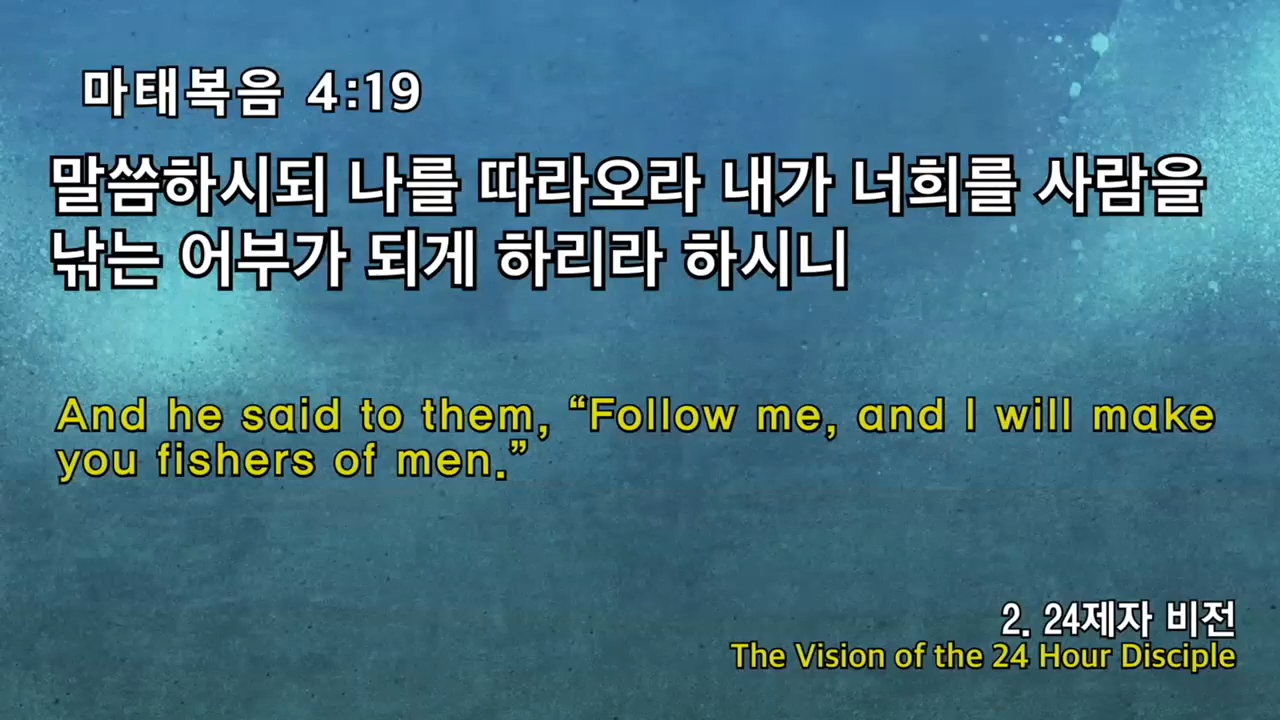 마태복음 4:19
말씀하시되 나를 따라오라 내가 너희를 사람을
낚는 어부가 되게 하리라 하시니
And he said to them, “Follow me, and I will make
you fishers of men.”
2. 24제자 비전
The Vision of the 24 Hour Disciple